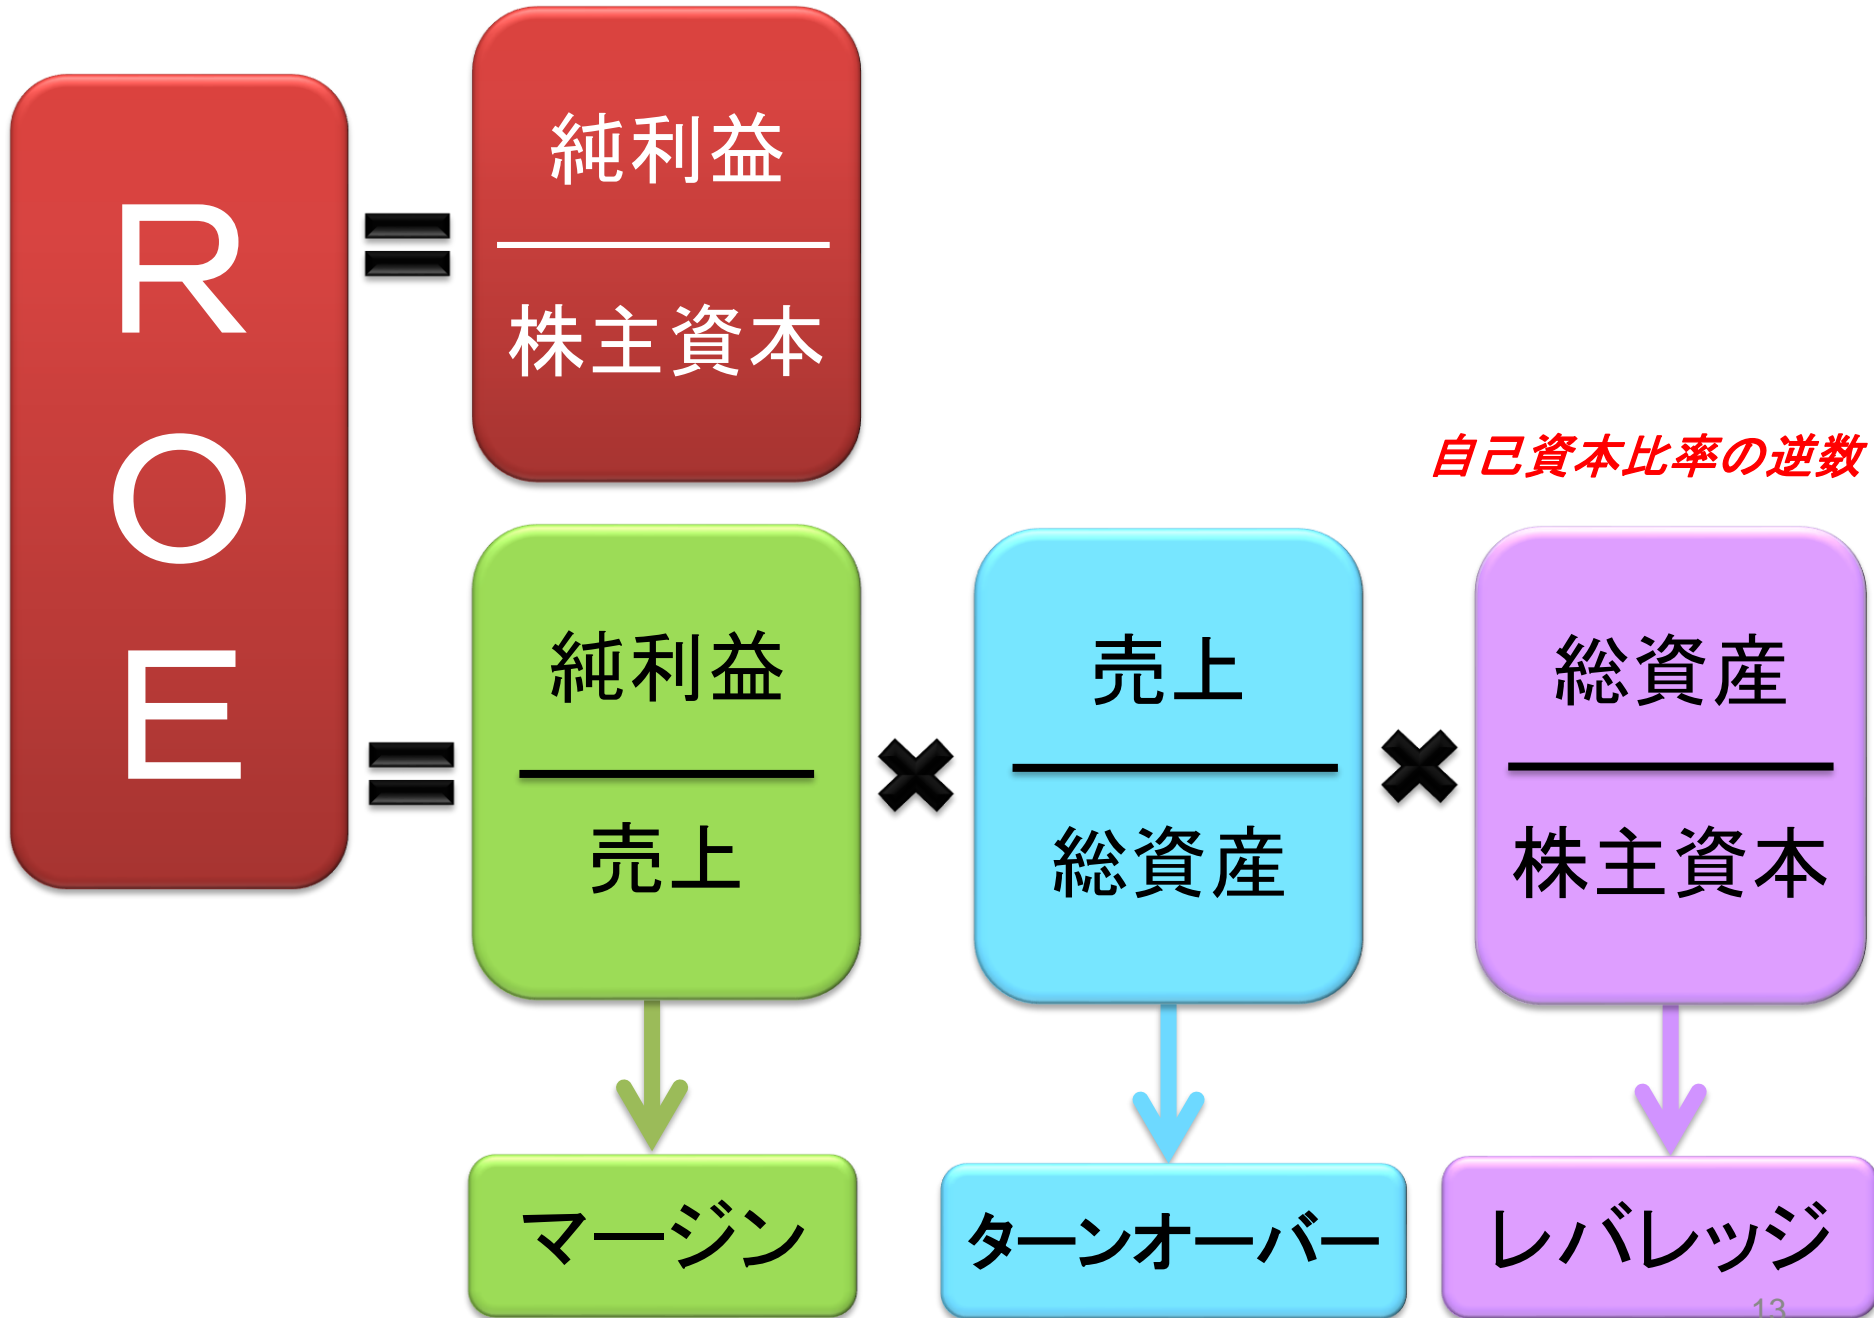 ROE
=
純利益
株主資本
自己資本比率の逆数
=
純利益
売上
×
売上
総資産
×
総資産
株主資本
マージン
ターンオーバー
レバレッジ
13